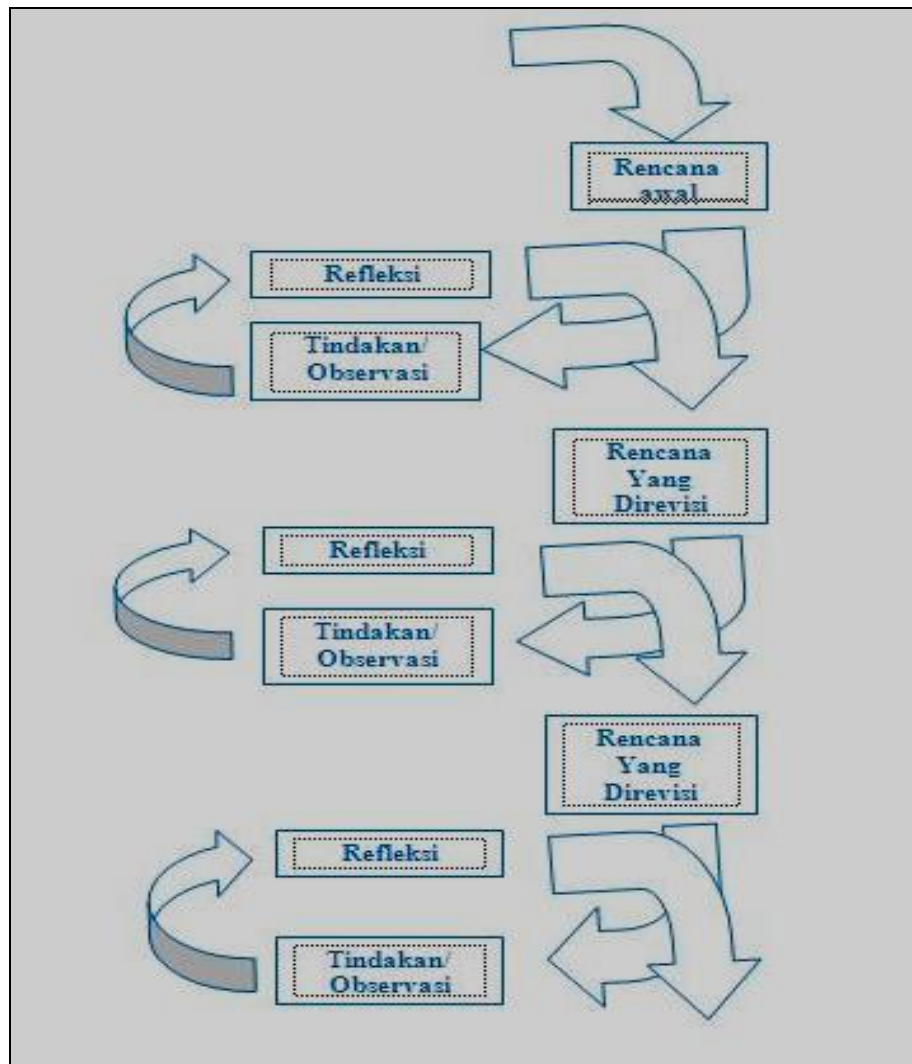 Rencana
awal
Refleksi
Tindakan/
Observasi
Rencana
Yang
Direvisi
Refleksi
Tindakan/
Observasi
Rencana
Yang
Direvisi
Refleksi
Tindakan/
Observasi